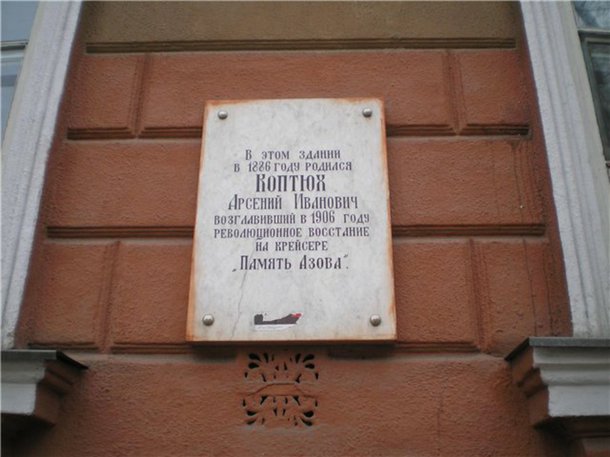 В этом здании
в 1886 году родился
КОПТЮХ
Арсений Иванович
возглавивший в 1906 году
революционное восстание
на крейсере
„Память Азова”.